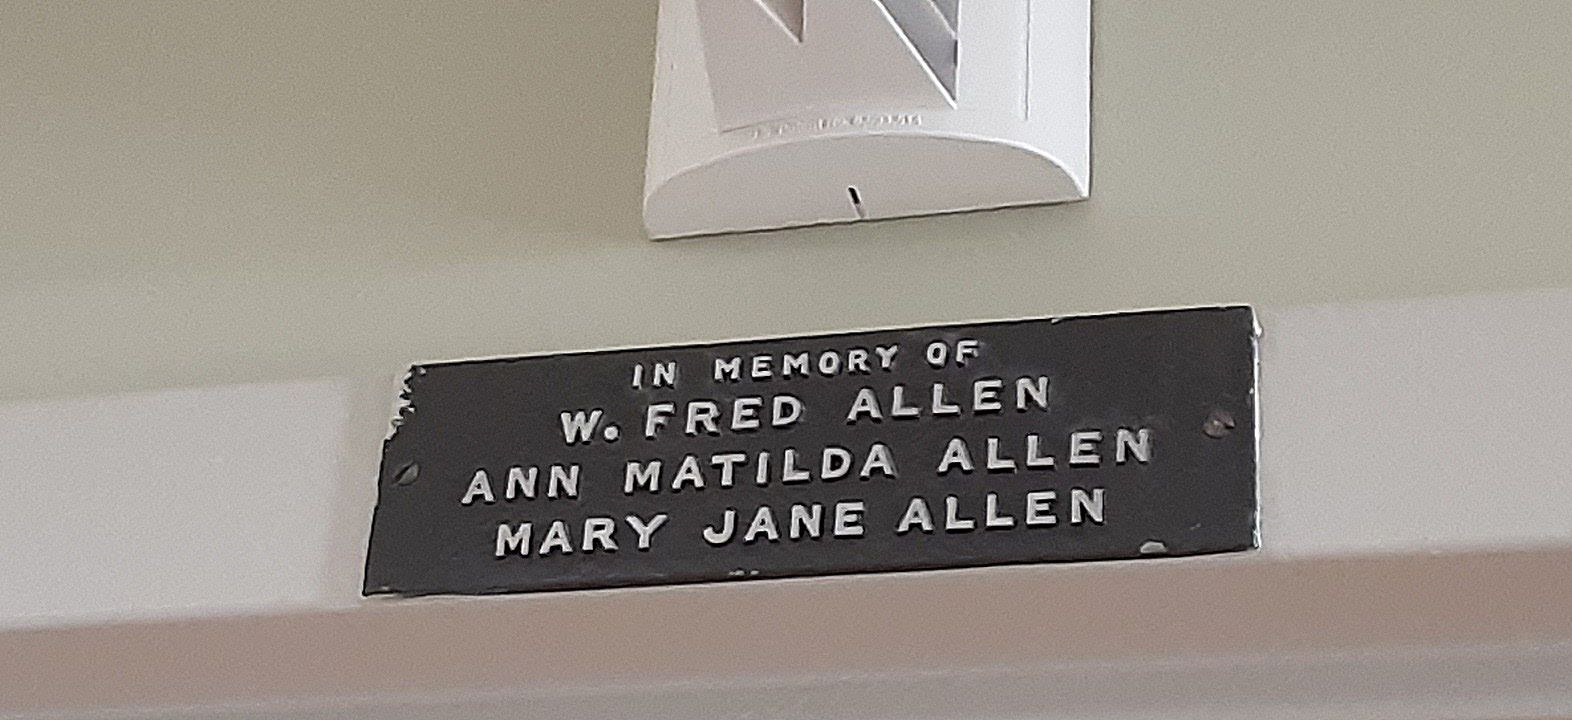 IN MEMORY OF
W. FRED ALLEN
ANN MATILDA ALLEN
MARY JANE ALLEN